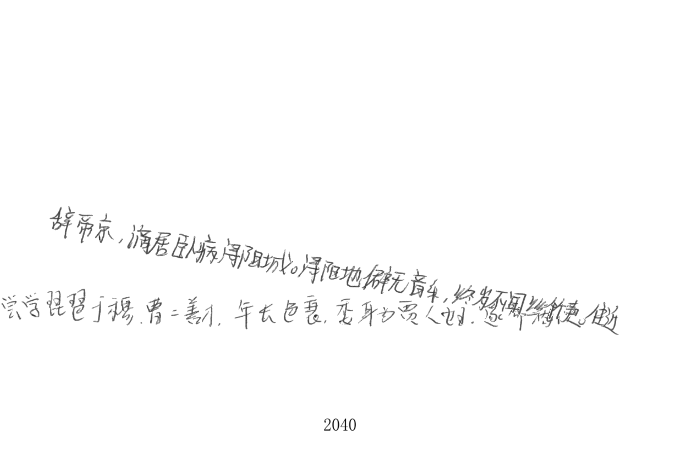 辞帝京，谪居卧病浔阳城。浔阳地僻无音乐，终岁不闻丝竹声。住近
尝学琵琶于穆、曹二善才，年长色衰，委身为贾人妇。遂命酒，使
2040